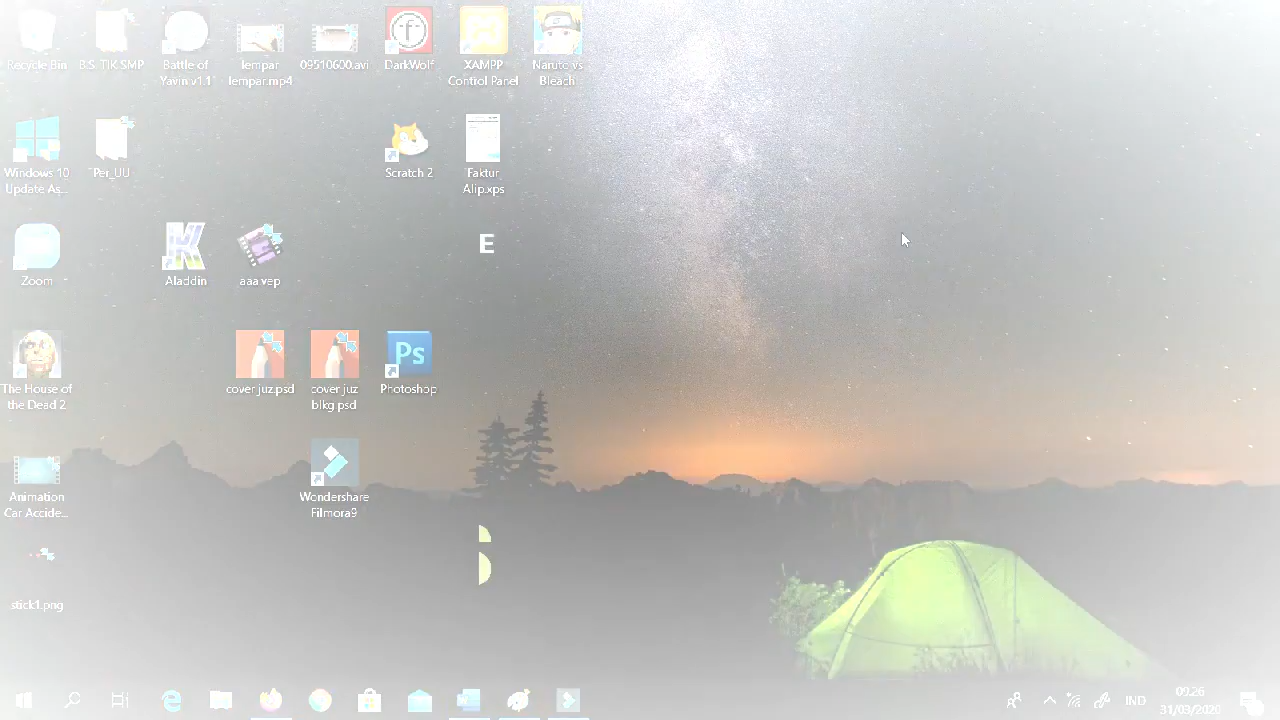 Recycle Bin
B.S. TIK SMP
Battle of
Yavin v1.1
lempar
lempar.mp4
09510600.avi
DarkWolf
XAMPP
Control Panel
Naruto vs
Bleach
Windows 10
Update As...
Per_UU
Scratch 2
Faktur
Alip.xps
Zoom
K
Aladdin
aaa.vep
E
The House of
the Dead 2
cover juz.psd
cover juz
blkg.psd
Ps
Photoshop
Animation
Car Accide...
Wondershare
Filmora9
stick1.png
IND
09.26
31/03/2020